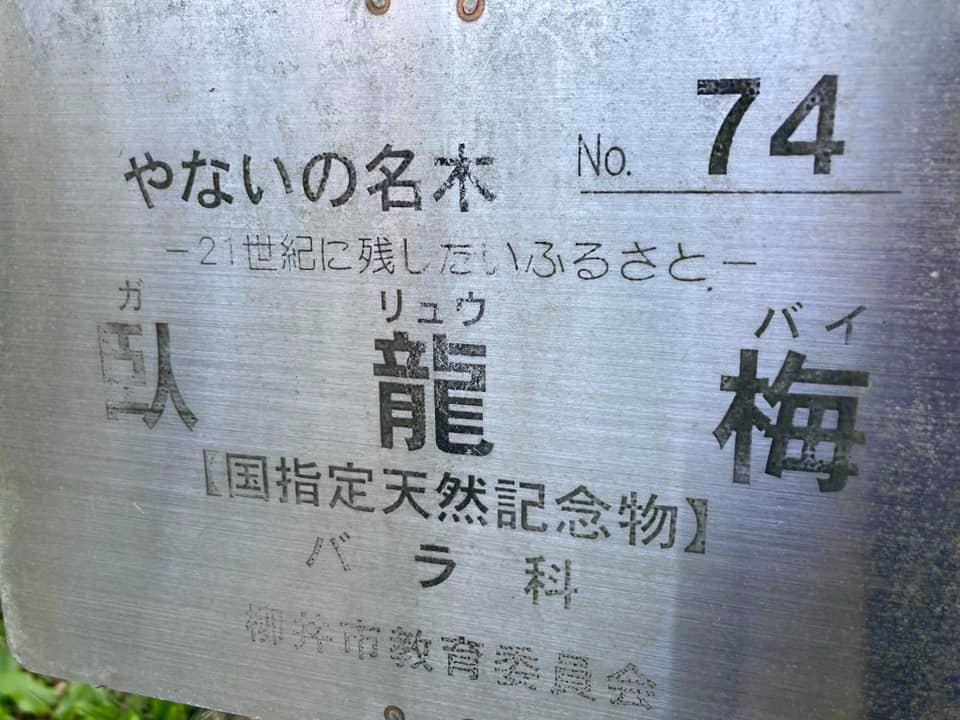 やないの名木 No. 74
－21世紀に残したいふるさと－
ガ リュウ バイ
臥 龍 梅
【国指定天然記念物】
バ ラ 科
柳井市教育委員会